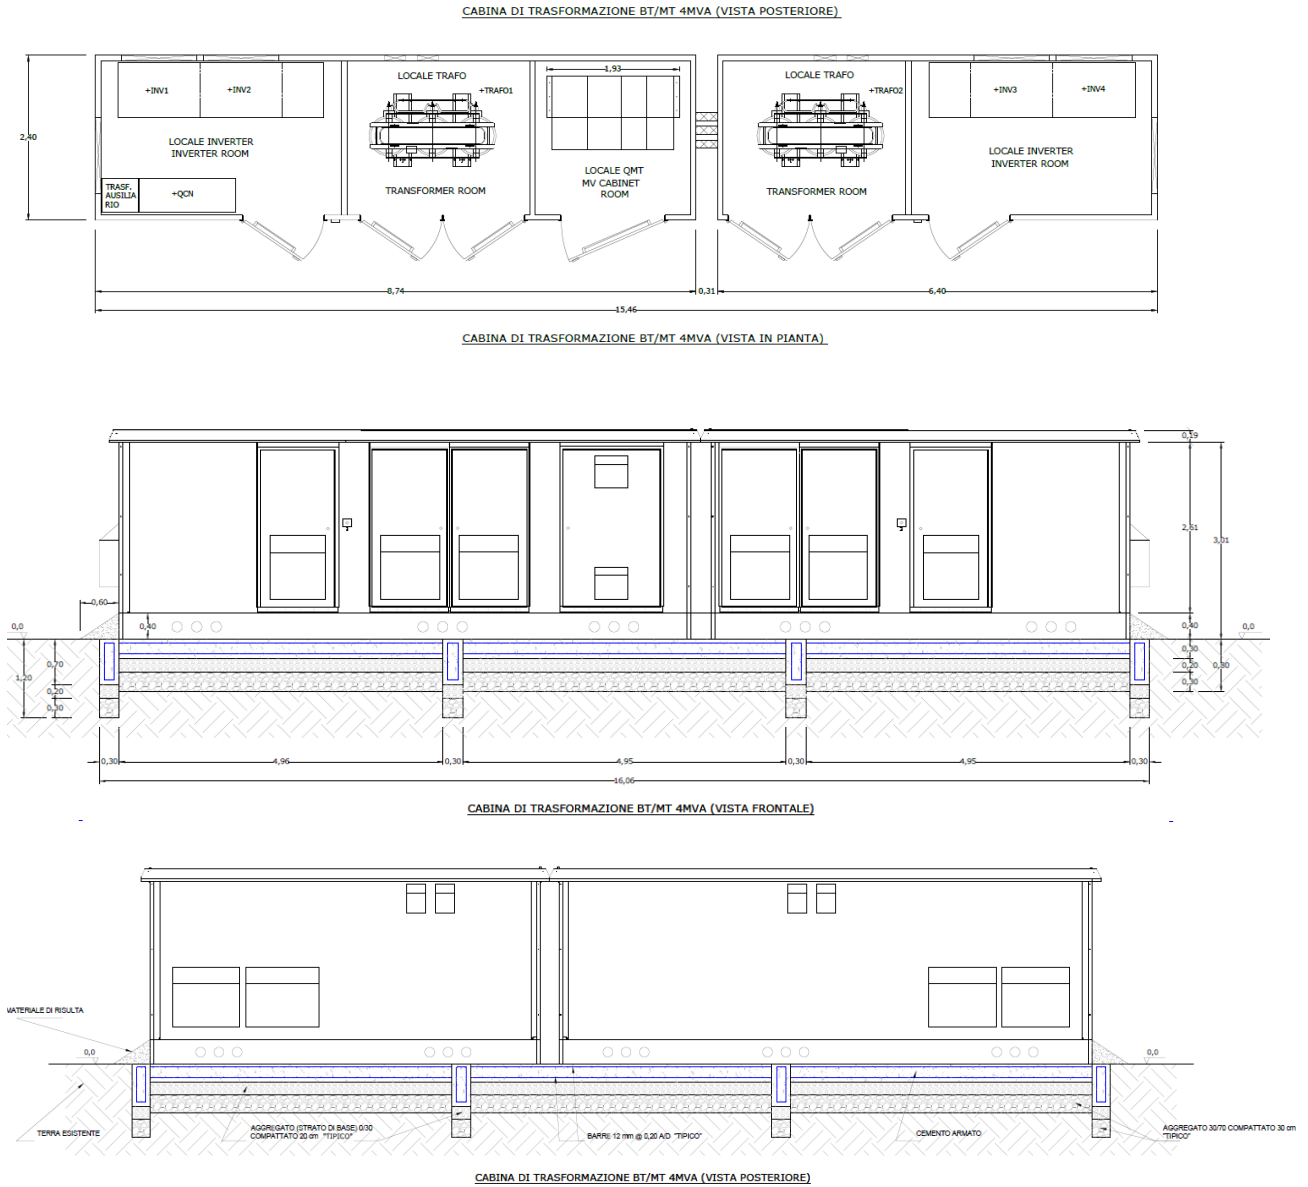 CABINA DI TRASFORMAZIONE BT/MT 4MVA (VISTA POSTERIORE)
2,40
+INV1
+INV2
LOCALE INVERTER
INVERTER ROOM
TRASF.
AUSILIA
RIO
+QCN
LOCALE TRAFO
+TRAFO1
TRANSFORMER ROOM
1,93
LOCALE QMT
MV CABINET
ROOM
LOCALE TRAFO
+TRAFO2
TRANSFORMER ROOM
+INV3
+INV4
LOCALE INVERTER
INVERTER ROOM
8,74
0,31
6,40
15,46
CABINA DI TRASFORMAZIONE BT/MT 4MVA (VISTA IN PIANTA)
0,19
2,61
3,01
0,60
0,0
0,40
0,40
0,0
1,20
0,70
0,20
0,30
0,30
0,20
0,30
0,80
0,30
4,96
0,30
4,95
0,30
4,95
0,30
16,06
CABINA DI TRASFORMAZIONE BT/MT 4MVA (VISTA FRONTALE)
MATERIALE DI RISULTA
0,0
0,0
TERRA ESISTENTE
AGGREGATO (STRATO DI BASE) 0/30
COMPATTATO 20 cm "TIPICO"
BARRE 12 mm @ 0,20 A/D "TIPICO"
CEMENTO ARMATO
AGGREGATO 30/70 COMPATTATO 30 cm
"TIPICO"
CABINA DI TRASFORMAZIONE BT/MT 4MVA (VISTA POSTERIORE)